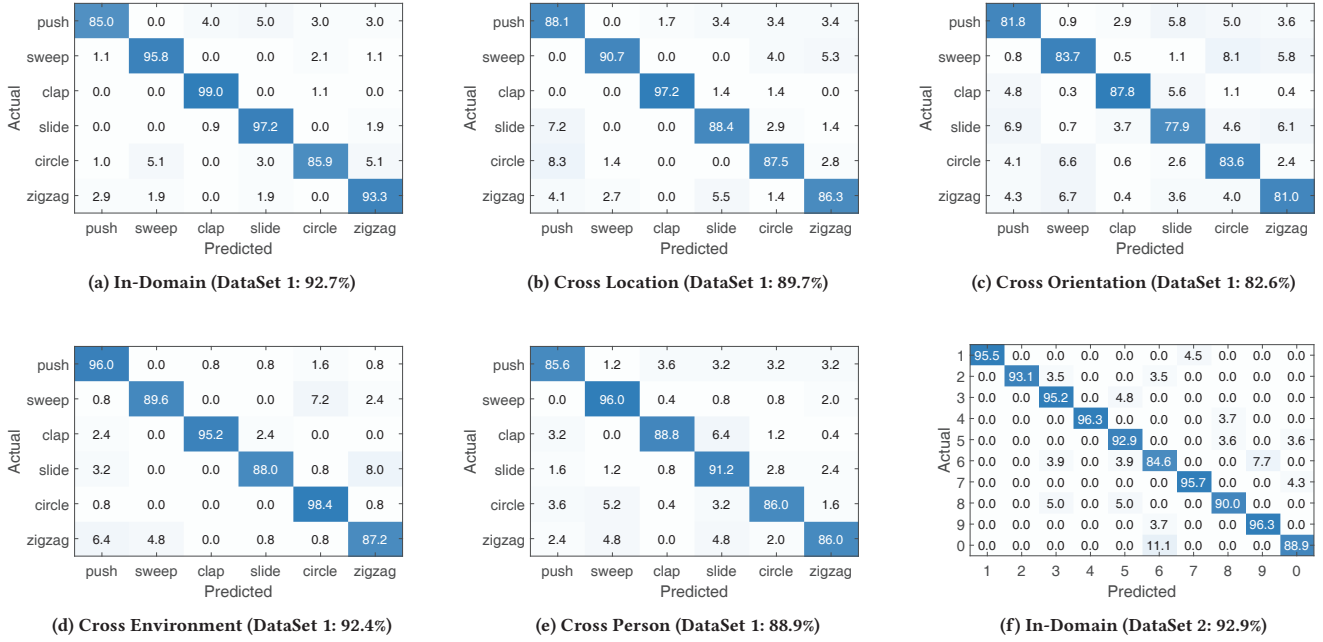 push 85.0 0.0 4.0 5.0 3.0 3.0
sweep 1.1 95.8 0.0 0.0 2.1 1.1
clap 0.0 0.0 99.0 0.0 1.1 0.0
slide 0.0 0.0 0.9 97.2 0.0 1.9
circle 1.0 5.1 0.0 3.0 85.9 5.1
zigzag 2.9 1.9 0.0 1.9 0.0 93.3
Actual
push sweep clap slide circle zigzag
Predicted
(a) In-Domain (DataSet 1: 92.7%)
push 88.1 0.0 1.7 3.4 3.4 3.4
sweep 0.0 90.7 0.0 0.0 4.0 5.3
clap 0.0 0.0 97.2 1.4 1.4 0.0
slide 7.2 0.0 0.0 88.4 2.9 1.4
circle 8.3 1.4 0.0 0.0 87.5 2.8
zigzag 4.1 2.7 0.0 5.5 1.4 86.3
Actual
push sweep clap slide circle zigzag
Predicted
(b) Cross Location (DataSet 1: 89.7%)
push 81.8 0.9 2.9 5.8 5.0 3.6
sweep 0.8 83.7 0.5 1.1 8.1 5.8
clap 4.8 0.3 87.8 5.6 1.1 0.4
slide 6.9 0.7 3.7 77.9 4.6 6.1
circle 4.1 6.6 0.6 2.6 83.6 2.4
zigzag 4.3 6.7 0.4 3.6 4.0 81.0
Actual
push sweep clap slide circle zigzag
Predicted
(c) Cross Orientation (DataSet 1: 82.6%)
push 96.0 0.0 0.8 0.8 1.6 0.8
sweep 0.8 89.6 0.0 0.0 7.2 2.4
clap 2.4 0.0 95.2 2.4 0.0 0.0
slide 3.2 0.0 0.0 88.0 0.8 8.0
circle 0.8 0.0 0.0 0.0 98.4 0.8
zigzag 6.4 4.8 0.0 0.8 0.8 87.2
Actual
push sweep clap slide circle zigzag
Predicted
(d) Cross Environment (DataSet 1: 92.4%)
push 85.6 1.2 3.6 3.2 3.2 3.2
sweep 0.0 96.0 0.4 0.8 0.8 2.0
clap 3.2 0.0 88.8 6.4 1.2 0.4
slide 1.6 1.2 0.8 91.2 2.8 2.4
circle 3.6 5.2 0.4 3.2 86.0 1.6
zigzag 2.4 4.8 0.0 4.8 2.0 86.0
Actual
push sweep clap slide circle zigzag
Predicted
(e) Cross Person (DataSet 1: 88.9%)
1 95.5 0.0 0.0 0.0 0.0 0.0 4.5 0.0 0.0 0.0
2 0.0 93.1 3.5 0.0 0.0 3.5 0.0 0.0 0.0 0.0
3 0.0 0.0 95.2 0.0 4.8 0.0 0.0 0.0 0.0 0.0
4 0.0 0.0 0.0 96.3 0.0 0.0 0.0 3.7 0.0 0.0
5 0.0 0.0 0.0 0.0 92.9 0.0 0.0 3.6 0.0 3.6
6 0.0 0.0 3.9 0.0 3.9 84.6 0.0 0.0 7.7 0.0
7 0.0 0.0 0.0 0.0 0.0 0.0 95.7 0.0 0.0 4.3
8 0.0 0.0 5.0 0.0 5.0 0.0 0.0 90.0 0.0 0.0
9 0.0 0.0 0.0 0.0 0.0 3.7 0.0 0.0 96.3 0.0
0 0.0 0.0 0.0 0.0 0.0 11.1 0.0 0.0 0.0 88.9
Actual
1 2 3 4 5 6 7 8 9 0
Predicted
(f) In-Domain (DataSet 2: 92.9%)